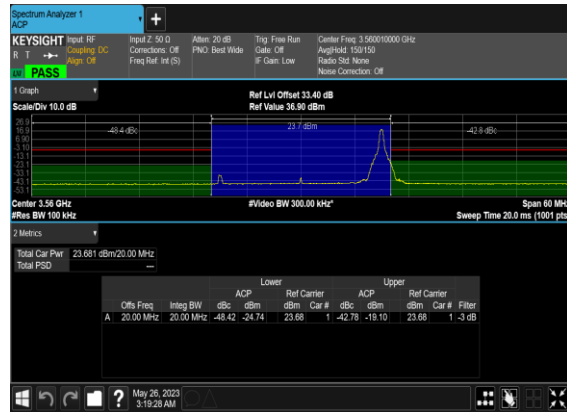 Spectrum Analyzer 1
ACP
+
KEYSIGHT Input: RF Input Z: 50 Ω Atten: 20 dB Trig: Free Run Center Freq: 3.560010000 GHz
R T Coupling: DC Corrections: Off PNO: Best Wide Gate: Off Avg|Hold: 150/150
Align: Off Freq Ref: Int (S) IF Gain: Low Radio Std: None
PASS Noise Correction: Off
1 Graph
Ref Lvl Offset 33.40 dB
Scale/Div 10.0 dB Ref Value 36.90 dBm
26.9
16.9 -48.4 dBc 23.7 dBm -42.8 dBc
6.90
-3.10
-13.1
-23.1
-33.1
-43.1
-53.1
Center 3.56 GHz #Video BW 300.00 kHz* Span 60 MHz
#Res BW 100 kHz Sweep Time 20.0 ms (1001 pts
2 Metrics
Total Car Pwr 23.681 dBm/20.00 MHz
Total PSD ---
Lower Upper
ACP Ref Carrier ACP Ref Carrier
Offs Freq Integ BW dBc dBm dBm Car # dBc dBm dBm Car # Filter
A 20.00 MHz 20.00 MHz -48.42 -24.74 23.68 1 -42.78 -19.10 23.68 1 -3 dB
? May 26, 2023
3:19:28 AM